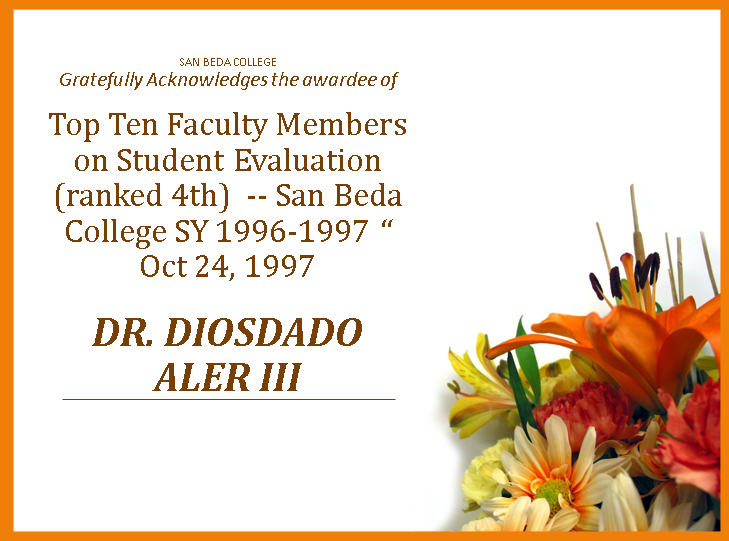 SAN BEDA COLLEGE
Gratefully Acknowledges the awardee of
Top Ten Faculty Members
on Student Evaluation
(ranked 4th)  -- San Beda
College SY 1996-1997 “
Oct 24, 1997
DR. DIOSDADO
ALER III